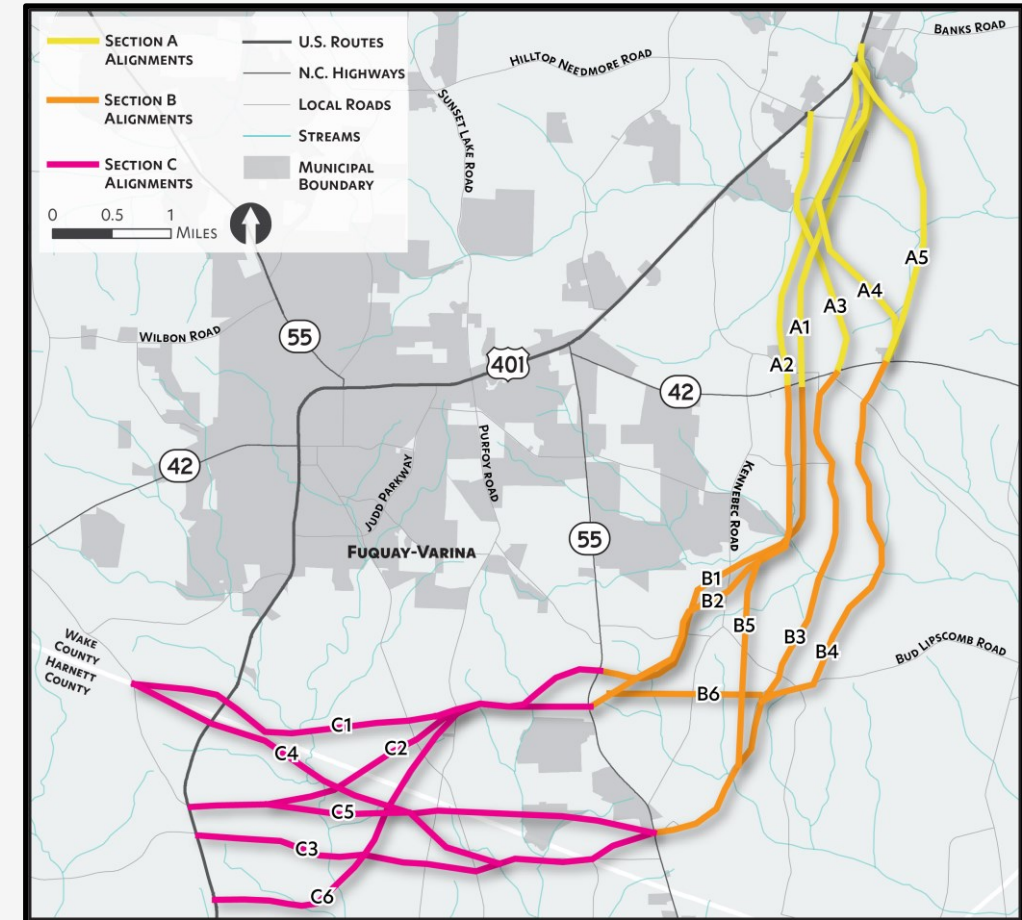 SECTION A
ALIGNMENTS
SECTION B
ALIGNMENTS
SECTION C
ALIGNMENTS
0 0.5 1
MILES
U.S. ROUTES
N.C. HIGHWAYS
LOCAL ROADS
STREAMS
MUNICIPAL
BOUNDARY
BANKS ROAD
HILLTOP NEEDMORE ROAD
SUNSET LAKE ROAD
A5
A4
A3
A1
WILBON ROAD
55
401
A2
42
42
JUDD PARKWAY
PURFOY ROAD
KENNEBEC ROAD
55
FUQUAY-VARINA
B1
B2
B5
B3
B4
BUD LIPSCOMB ROAD
WAKE
COUNTY
HARNETT
COUNTY
B6
C1
C2
C4
C5
C3
C6